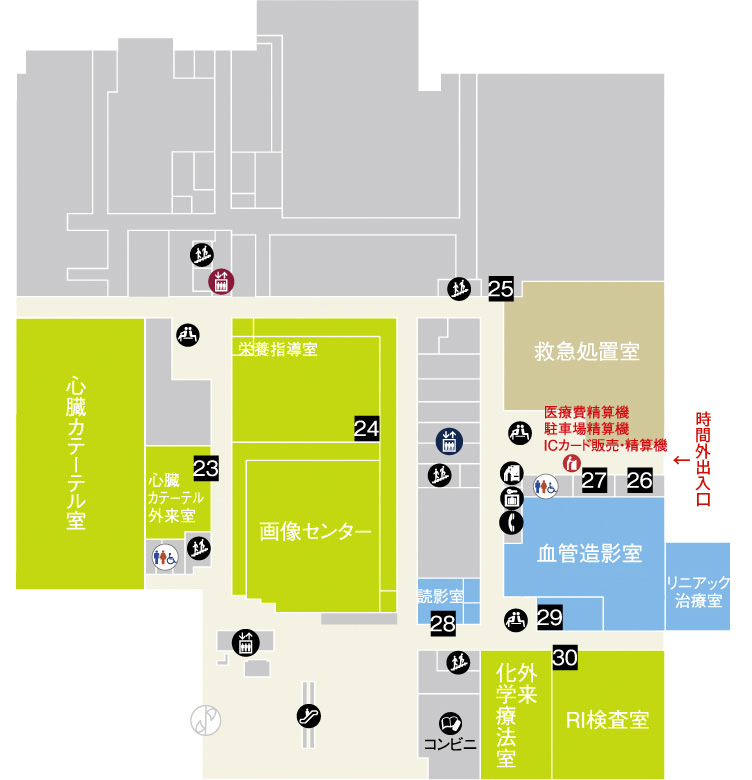 25
栄養指導室
救急処置室
心臓カテーテル室
医療費精算機
駐車場精算機
ICカード販売・精算機
時間外出入口
←
24
23
心臓
カテーテル
外来室
27
26
画像センター
血管造影室
リニアック
治療室
読影室
28
29
30
外来
化学療法室
RI検査室
コンビニ